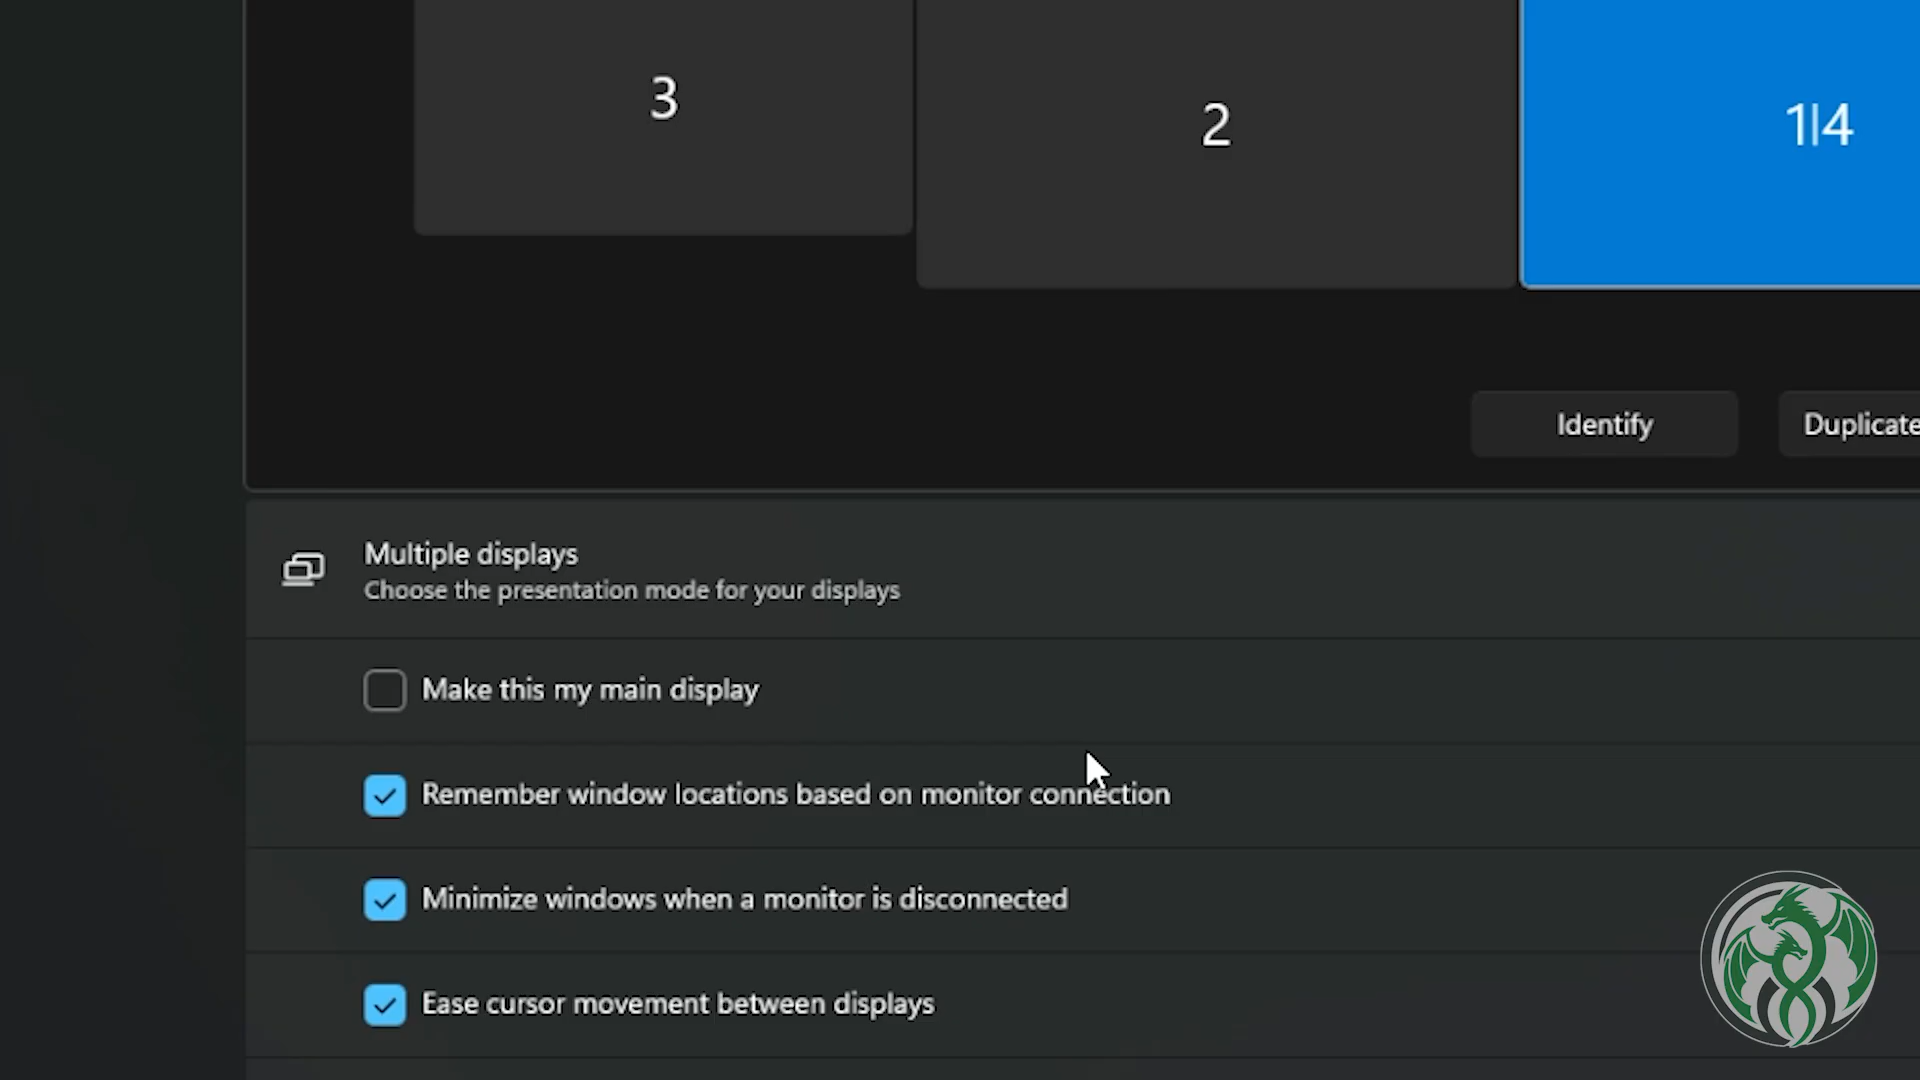 3
2
1|4
Identify
Duplicate
Multiple displays
Choose the presentation mode for your displays
Make this my main display
Remember window locations based on monitor connection
Minimize windows when a monitor is disconnected
Ease cursor movement between displays